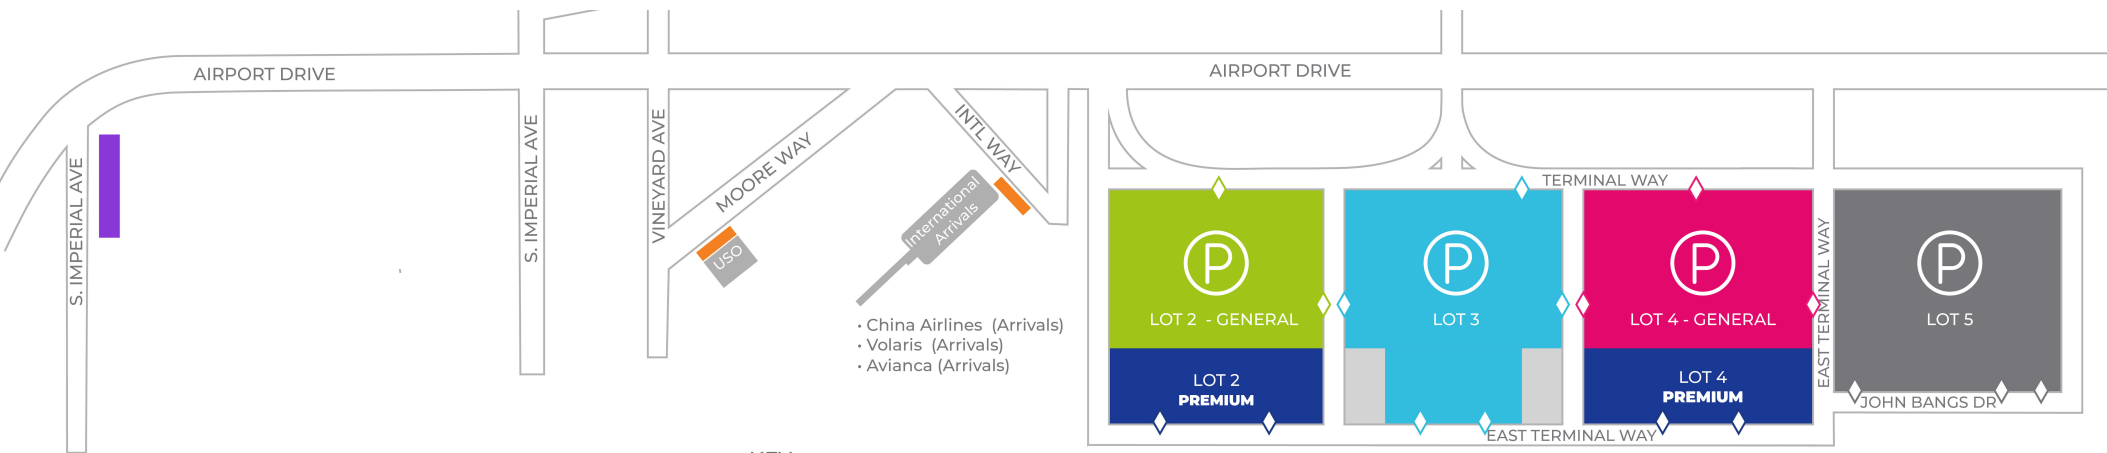 AIRPORT DRIVE
AIRPORT DRIVE
S. IMPERIAL AVE
S. IMPERIAL AVE
VINEYARD AVE
MOORE WAY
INTL WAY
USO
International
Arrivals
• China Airlines (Arrivals)
• Volaris (Arrivals)
• Avianca (Arrivals)
TERMINAL WAY
P
LOT 2 - GENERAL
LOT 2
PREMIUM
P
LOT 3
P
LOT 4 - GENERAL
LOT 4
PREMIUM
EAST TERMINAL WAY
P
LOT 5
JOHN BANGS DR
EAST TERMINAL WAY